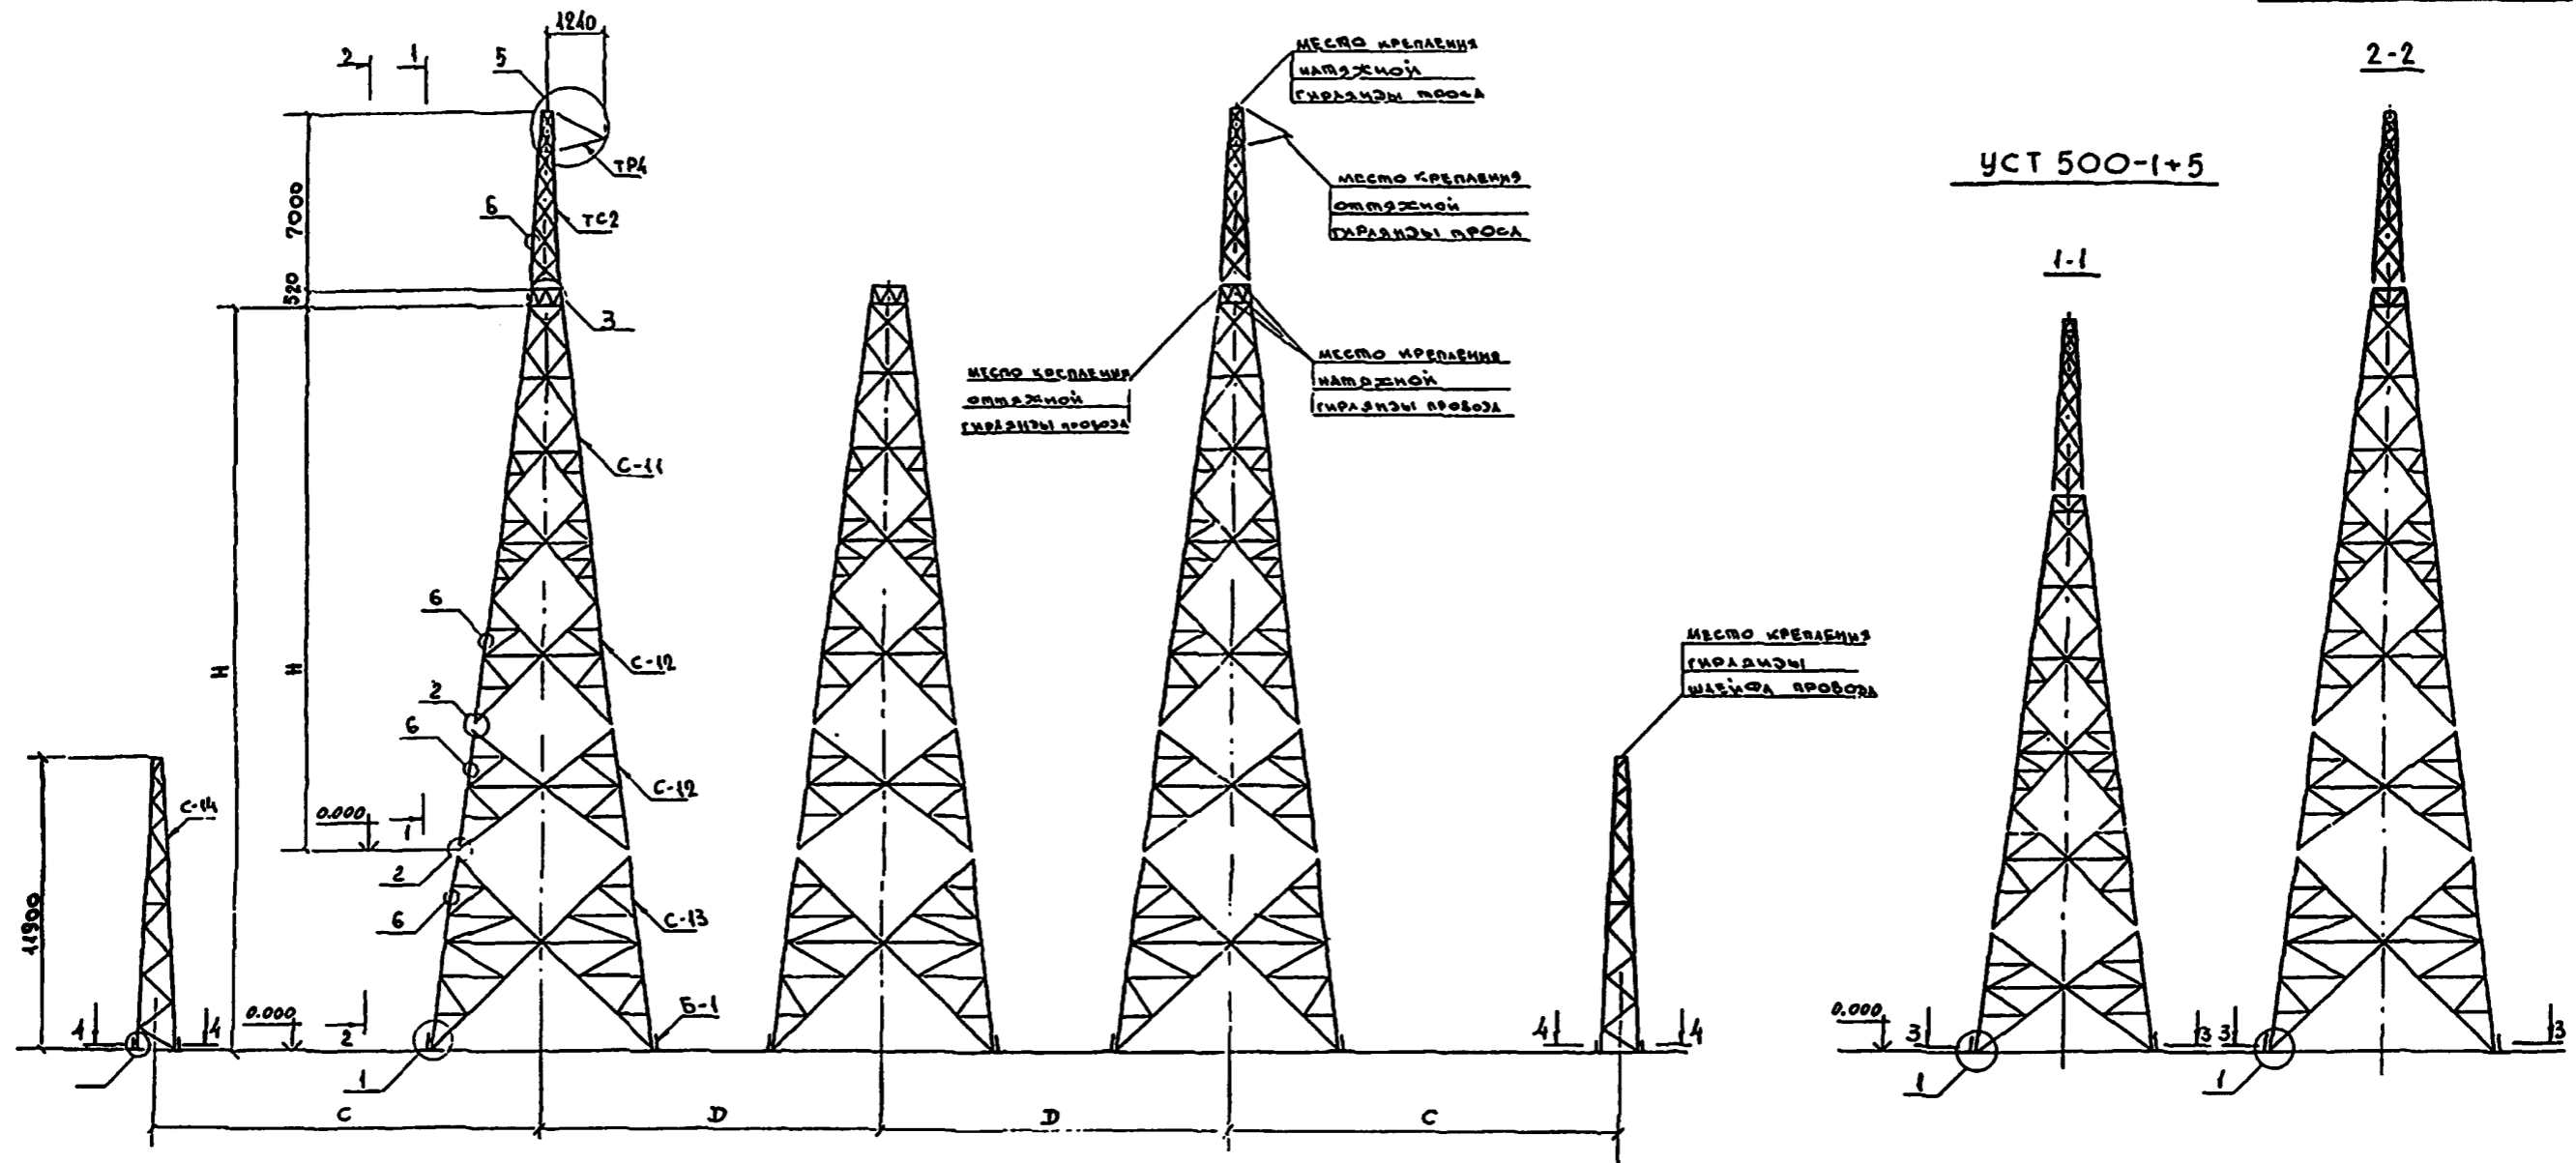 1240
2
1
5
МЕСТО КРЕПЛЕНИЯ
НАТЯЖНОЙ
ГИРЛЯНДЫ ТРОСА
2-2
ТР4
7000
6
ТС2
МЕСТО КРЕПЛЕНИЯ
ОТТЯЖНОЙ
ГИРЛЯНДЫ ТРОСА
УСТ 500-1+5
1-1
520
3
МЕСТО КРЕПЛЕНИЯ
ОТТЯЖНОЙ
ГИРЛЯНДЫ ПРОВОДА
МЕСТО КРЕПЛЕНИЯ
НАТЯЖНОЙ
ГИРЛЯНДЫ ПРОВОДА
С-11
6
Н
Н
С-12
МЕСТО КРЕПЛЕНИЯ
ГИРЛЯНДЫ
ШЛЕЙФА ПРОВОДА
2
6
С-12
С-14
0.000
1
2
6
С-13
11900
4
4
0.000
2
Б-1
4
4
0.000
3
3
3
3
1
1
1
С
D
D
С